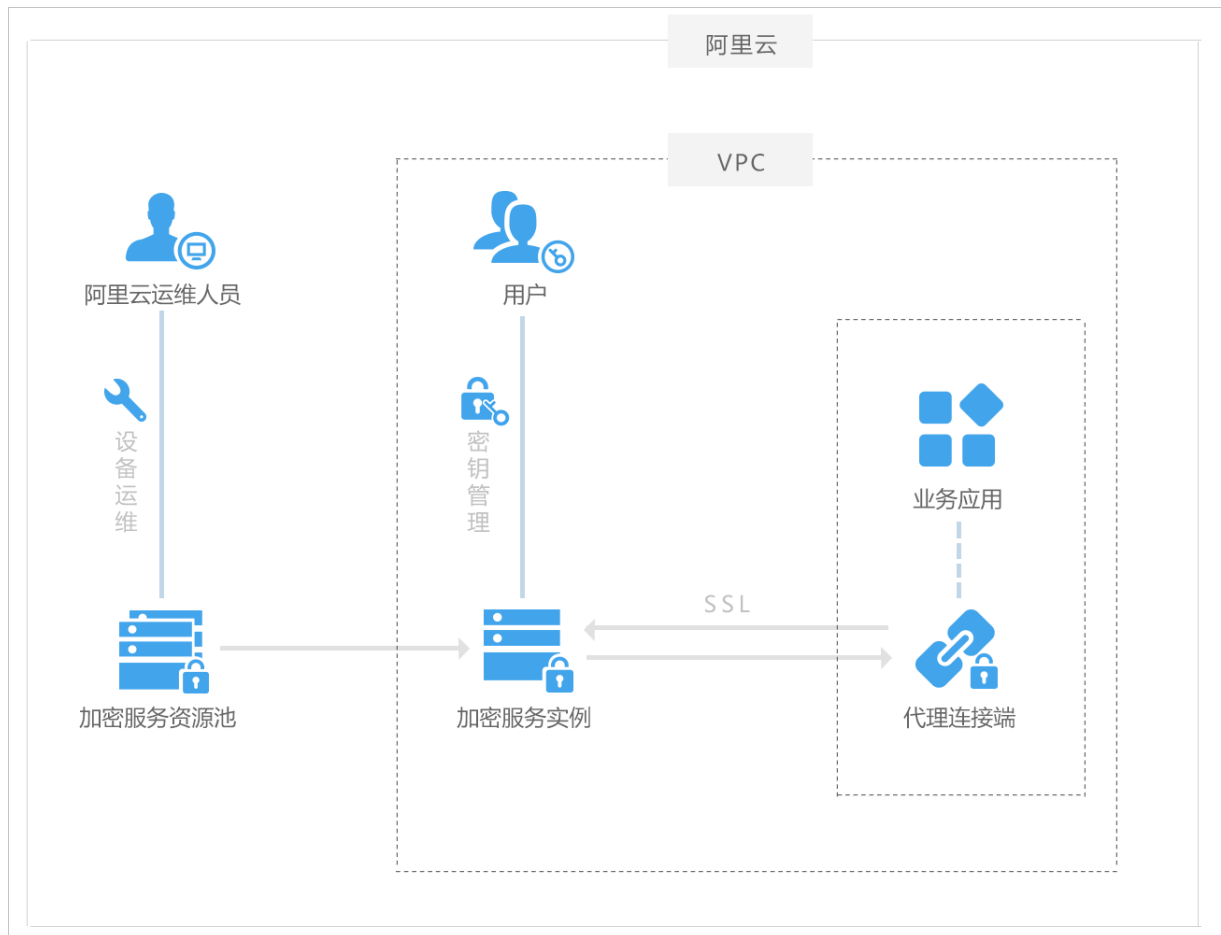 阿里云
VPC
阿里云运维人员
用户
设备运维
密钥管理
业务应用
SSL
加密服务资源池
加密服务实例
代理连接端